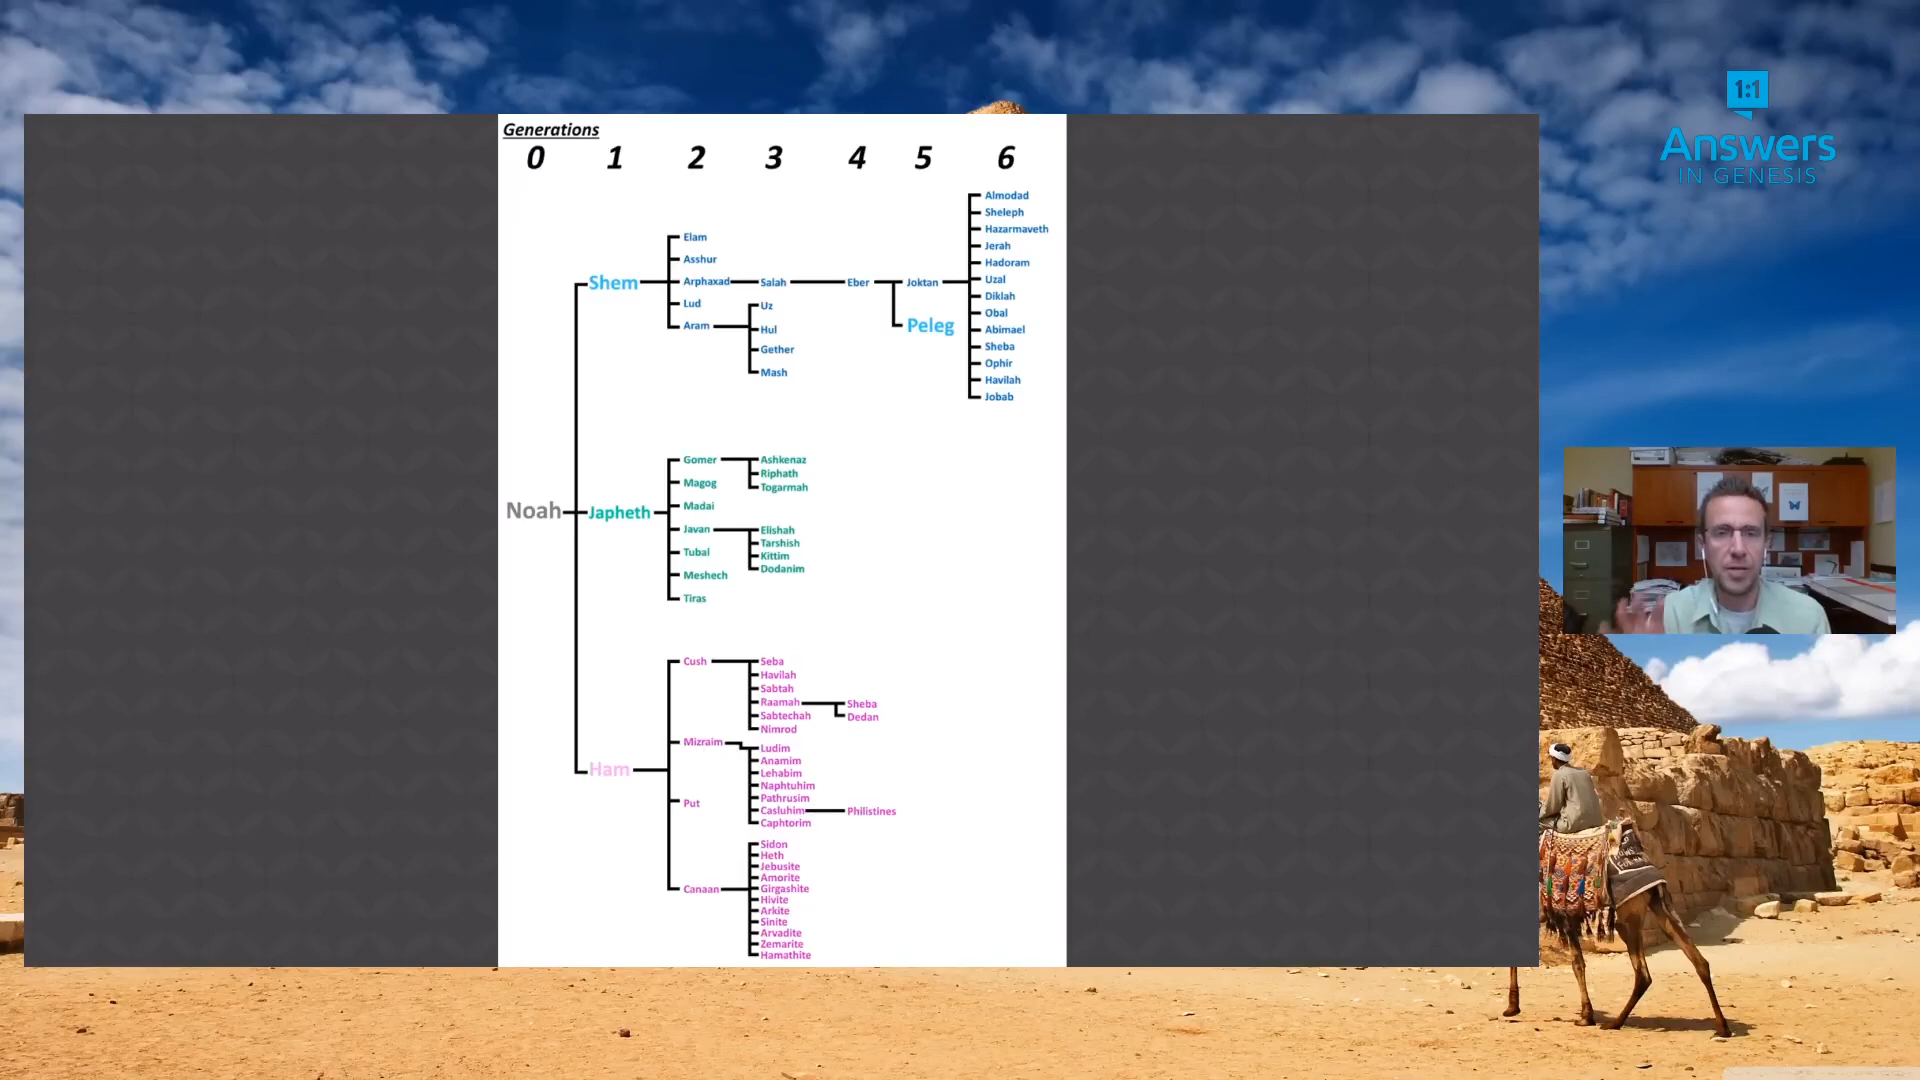 Generations
0 1 2 3 4 5 6
Noah
Shem
Elam
Asshur
Arphaxad
Lud
Aram
Salah
Uz
Hul
Gether
Mash
Eber
Joktan
Peleg
Almodad
Sheleph
Hazarmaveth
Jerah
Hadoram
Uzal
Diklah
Obal
Abimael
Sheba
Ophir
Havilah
Jobab
Japheth
Gomer
Magog
Madai
Javan
Tubal
Meshech
Tiras
Ashkenaz
Riphath
Togarmah
Elishah
Tarshish
Kittim
Dodanim
Ham
Cush
Mizraim
Put
Canaan
Seba
Havilah
Sabtah
Raamah
Sabtechah
Nimrod
Sheba
Dedan
Ludim
Anamim
Lehabim
Naphtuhim
Pathrusim
Casluhim
Caphtorim
Philistines
Sidon
Heth
Jebusite
Amorite
Girgashite
Hivite
Arkite
Sinite
Arvadite
Zemarite
Hamathite
1:1
Answers
IN GENESIS